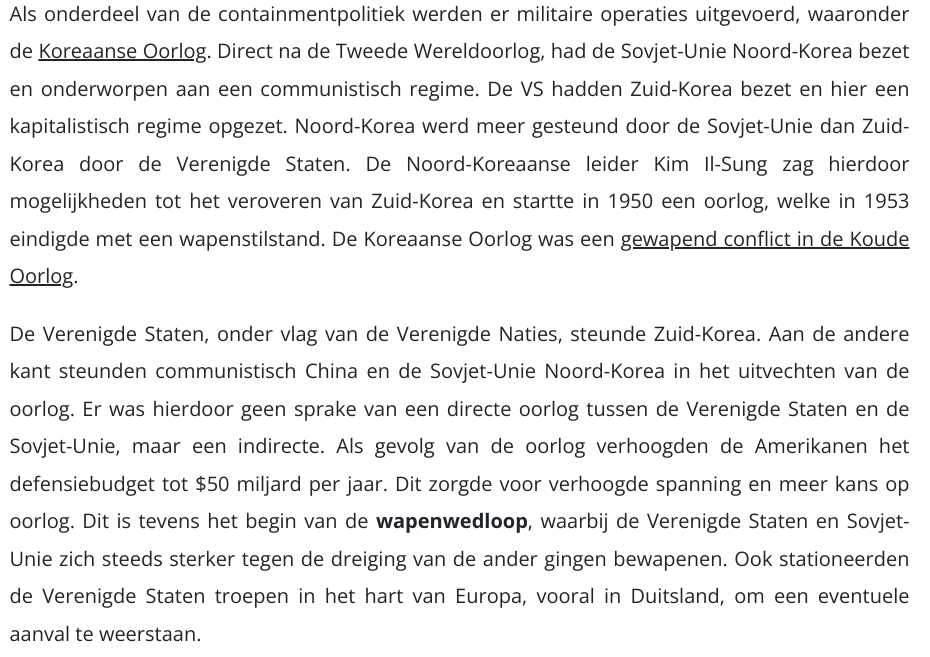 Als onderdeel van de containmentpolitiek werden er militaire operaties uitgevoerd, waaronder
de Koreaanse Oorlog. Direct na de Tweede Wereldoorlog, had de Sovjet-Unie Noord-Korea bezet
en onderworpen aan een communistisch regime. De VS hadden Zuid-Korea bezet en hier een
kapitalistisch regime opgezet. Noord-Korea werd meer gesteund door de Sovjet-Unie dan Zuid-
Korea door de Verenigde Staten. De Noord-Koreaanse leider Kim Il-Sung zag hierdoor
mogelijkheden tot het veroveren van Zuid-Korea en startte in 1950 een oorlog, welke in 1953
eindigde met een wapenstilstand. De Koreaanse Oorlog was een gewapend conflict in de Koude
Oorlog.
De Verenigde Staten, onder vlag van de Verenigde Naties, steunde Zuid-Korea. Aan de andere
kant steunden communistisch China en de Sovjet-Unie Noord-Korea in het uitvechten van de
oorlog. Er was hierdoor geen sprake van een directe oorlog tussen de Verenigde Staten en de
Sovjet-Unie, maar een indirecte. Als gevolg van de oorlog verhoogden de Amerikanen het
defensiebudget tot $50 miljard per jaar. Dit zorgde voor verhoogde spanning en meer kans op
oorlog. Dit is tevens het begin van de wapenwedloop, waarbij de Verenigde Staten en Sovjet-
Unie zich steeds sterker tegen de dreiging van de ander gingen bewapenen. Ook stationeerden
de Verenigde Staten troepen in het hart van Europa, vooral in Duitsland, om een eventuele
aanval te weerstaan.